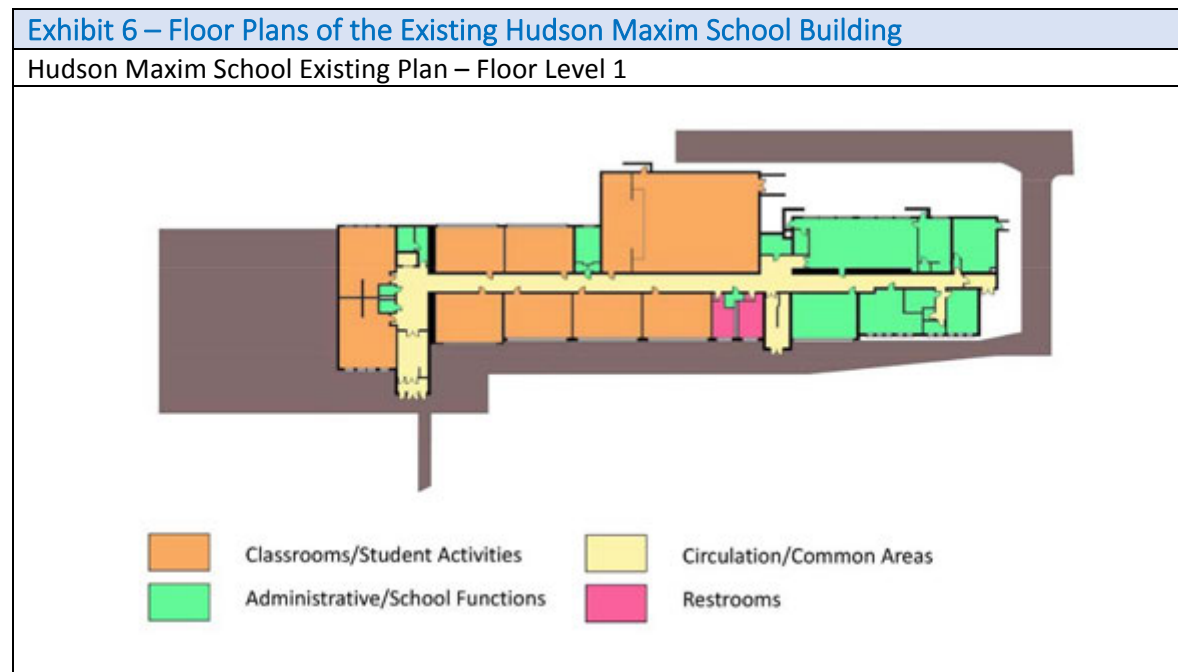 Exhibit 6 – Floor Plans of the Existing Hudson Maxim School Building
Hudson Maxim School Existing Plan – Floor Level 1
Classrooms/Student Activities
Circulation/Common Areas
Administrative/School Functions
Restrooms